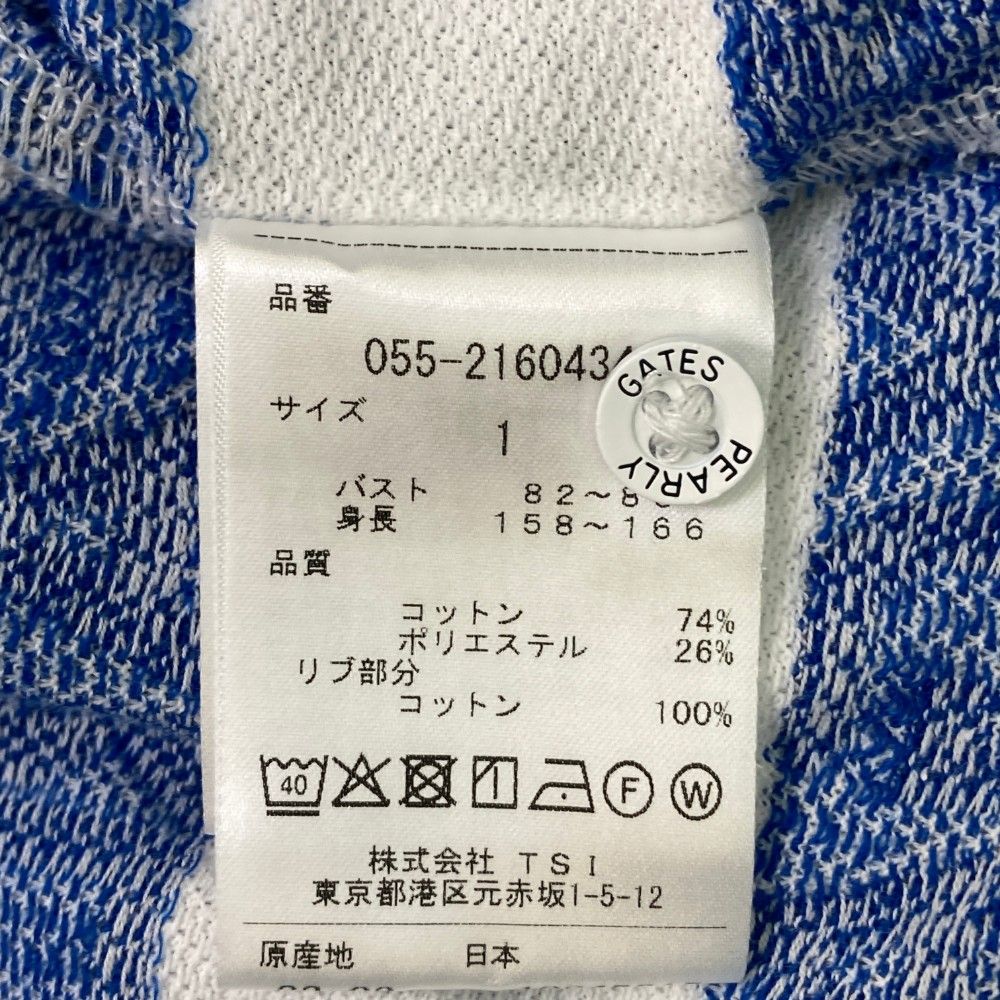 品番
055-216043
サイズ
1
GATES
PEARLY
バスト 82～8
身長 158～166
品質
コットン 74%
ポリエステル 26%
リブ部分
コットン 100%
40
F
W
株式会社 TSI
東京都港区元赤坂1-5-12
原産地 日本